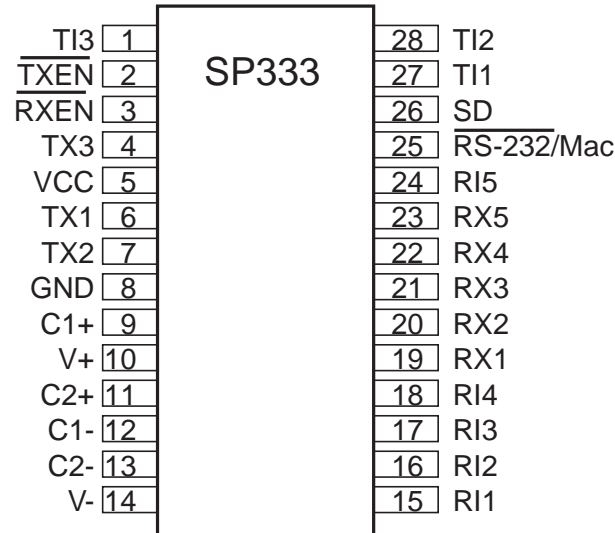 SP333
TI3 1
TXEN 2
RXEN 3
TX3 4
VCC 5
TX1 6
TX2 7
GND 8
C1+ 9
V+ 10
C2+ 11
C1- 12
C2- 13
V- 14
28 TI2
27 TI1
26 SD
25 RS-232/Mac
24 RI5
23 RX5
22 RX4
21 RX3
20 RX2
19 RX1
18 RI4
17 RI3
16 RI2
15 RI1